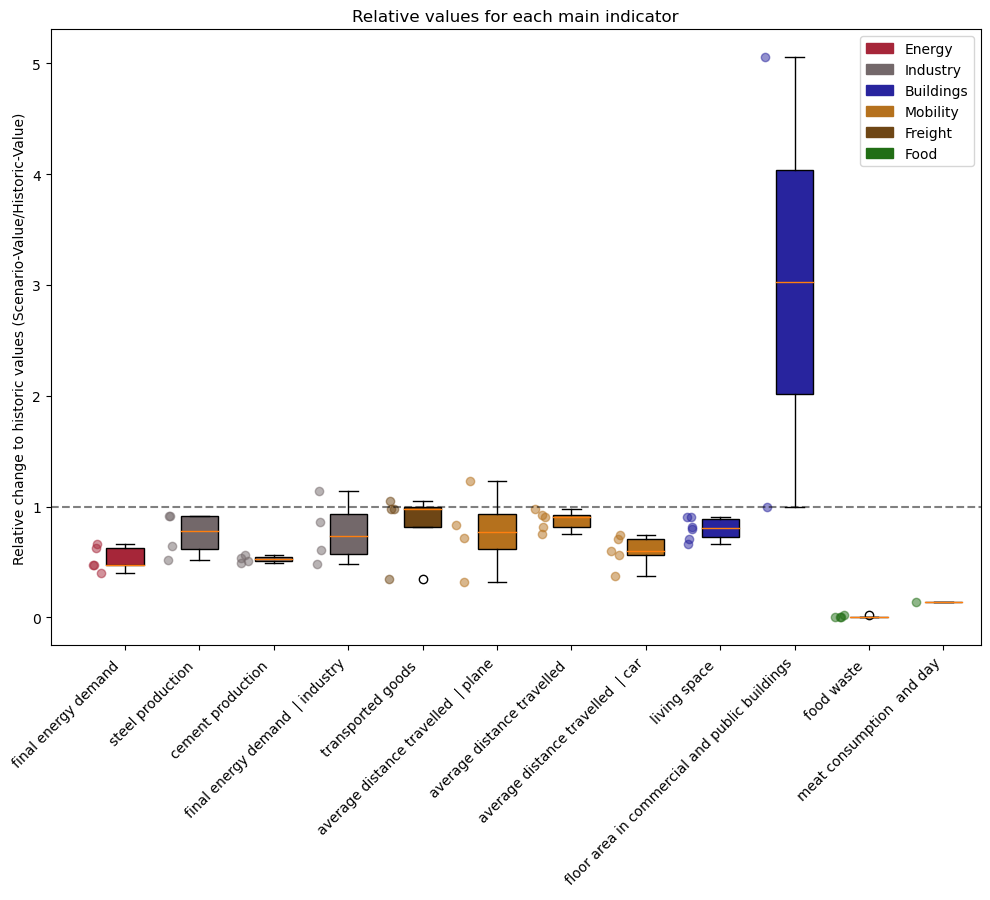 Relative values for each main indicator
Relative change to historic values (Scenario-Value/Historic-Value)
5
4
3
2
1
0
Energy
Industry
Buildings
Mobility
Freight
Food
final energy demand
steel production
cement production
final energy demand | industry
transported goods
average distance travelled | plane
average distance travelled
average distance travelled | car
living space
floor area in commercial and public buildings
food waste
meat consumption and day